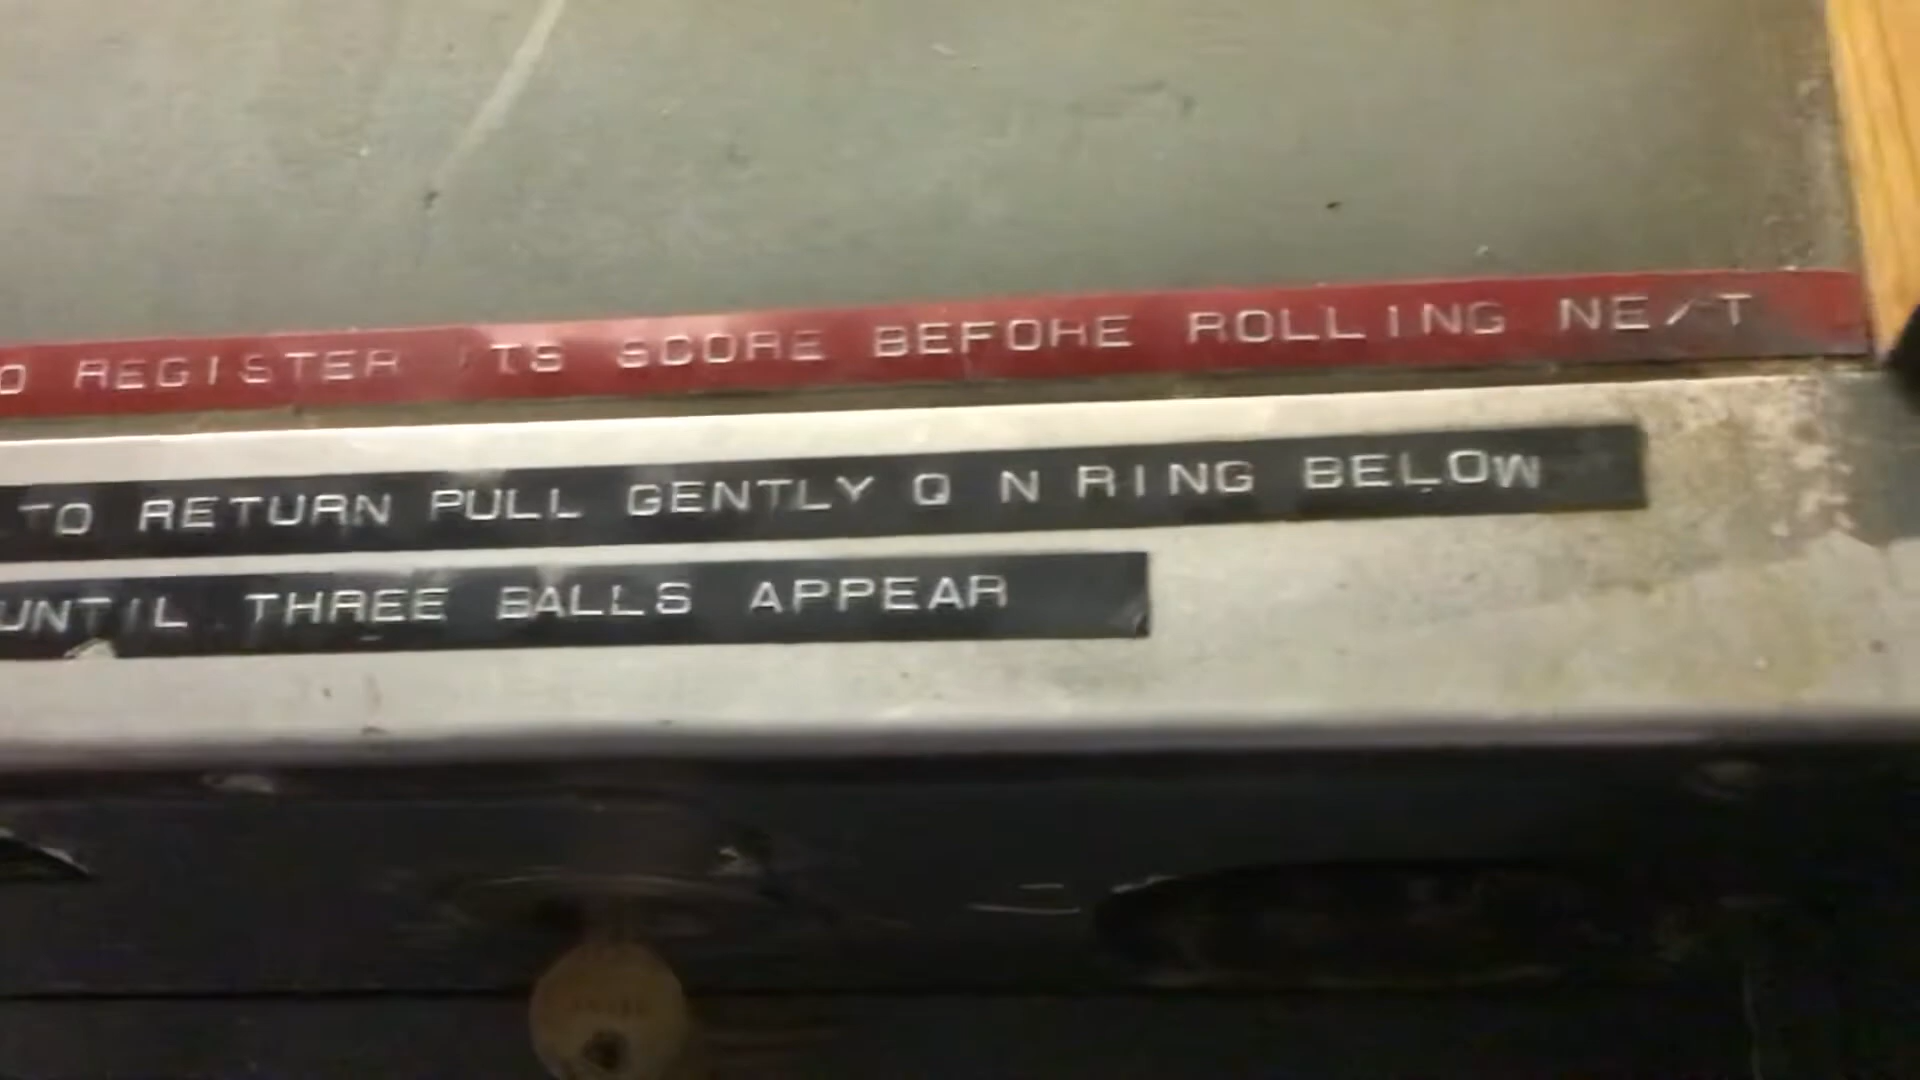 O REGISTER ITS SCORE BEFORE ROLLING NEXT
TO RETURN PULL GENTLY O N RING BELOW
UNTIL THREE BALLS APPEAR